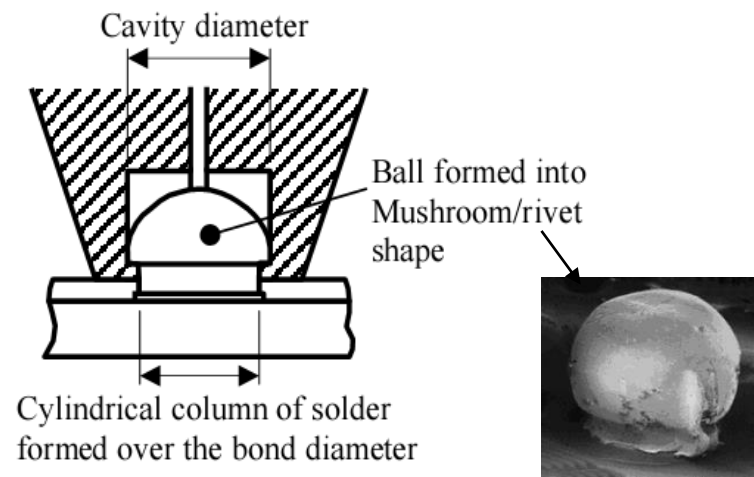 Cavity diameter
Ball formed into
Mushroom/rivet
shape
Cylindrical column of solder
formed over the bond diameter